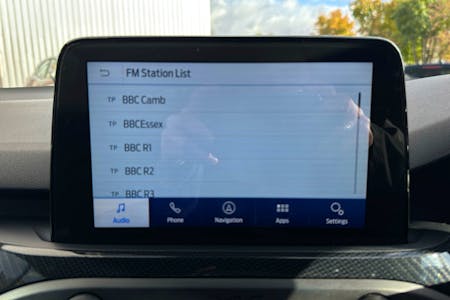 FM Station List
TP BBC Camb
TP BBCEssex
TP BBC R1
TP BBC R2
TP BBC R3
Audio Phone Navigation Apps Settings